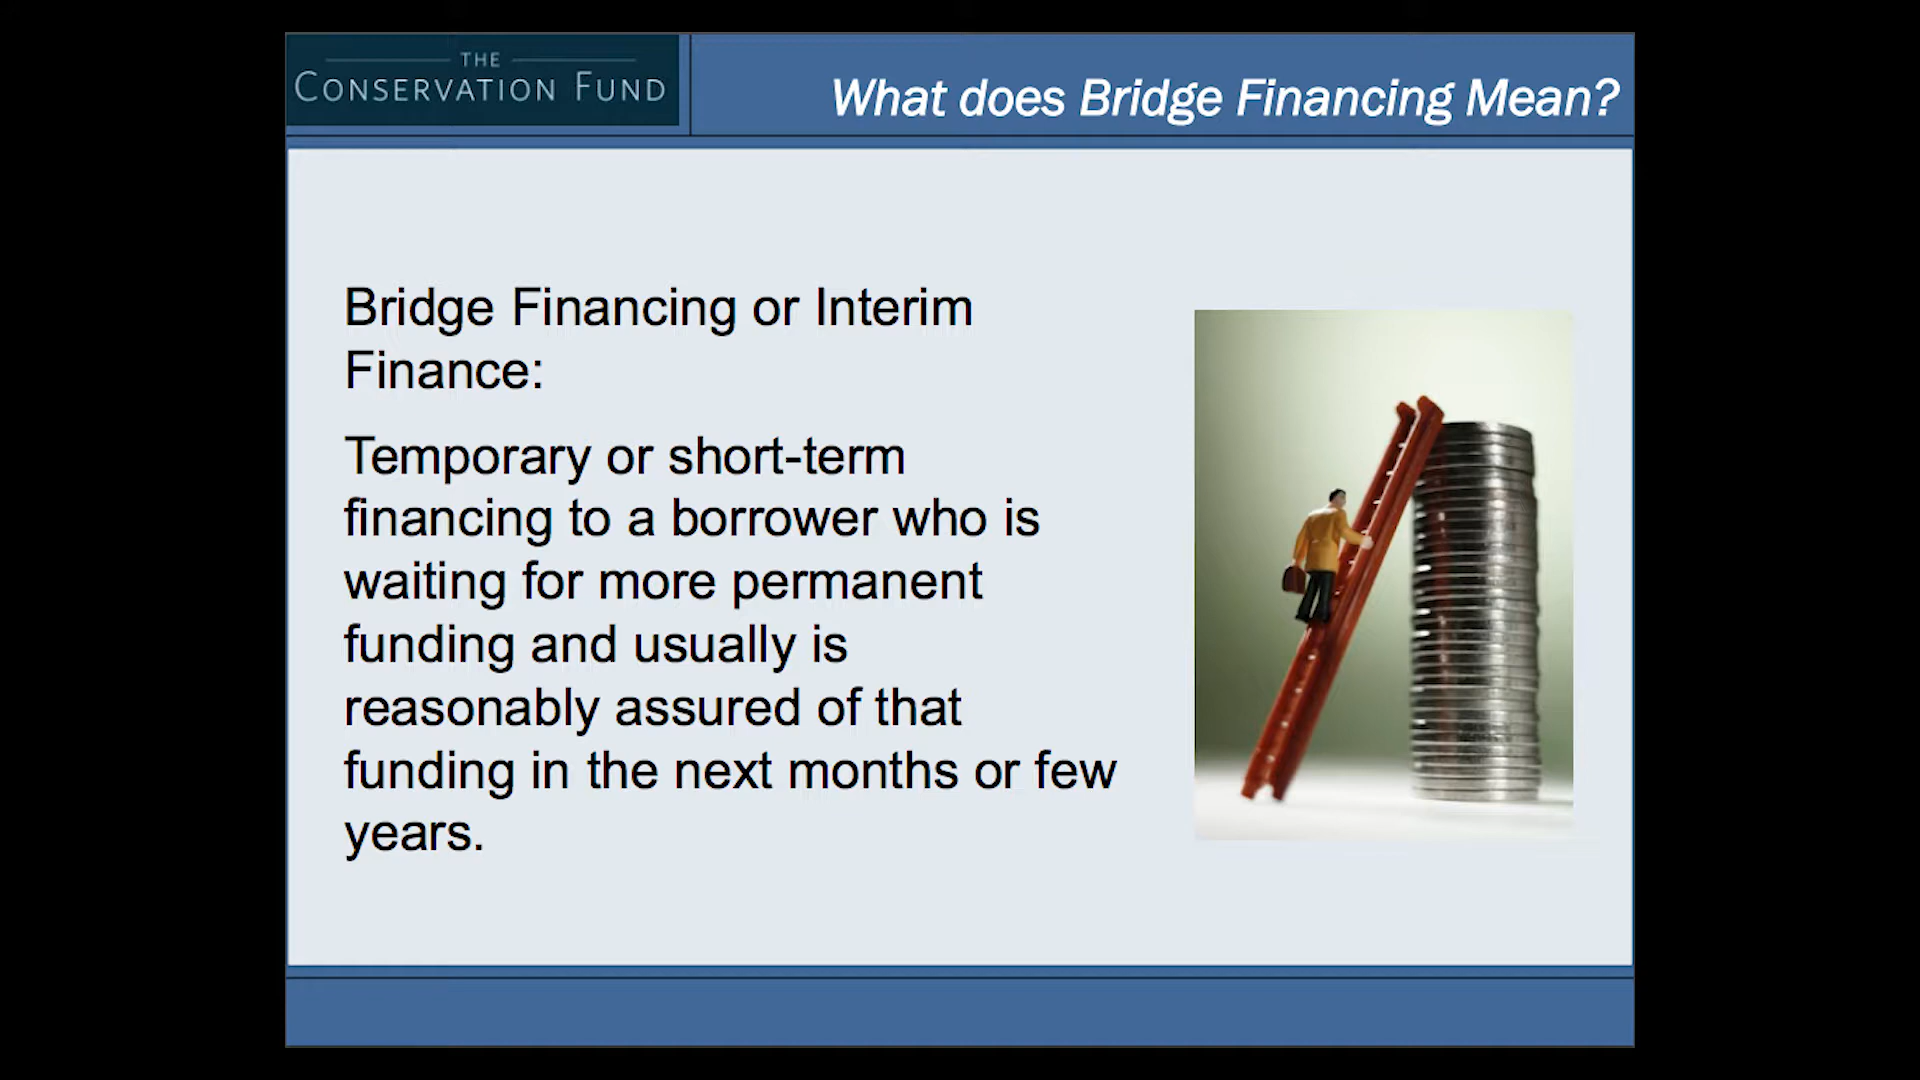 THE
CONSERVATION FUND
What does Bridge Financing Mean?
Bridge Financing or Interim
Finance:
Temporary or short-term
financing to a borrower who is
waiting for more permanent
funding and usually is
reasonably assured of that
funding in the next months or few
years.